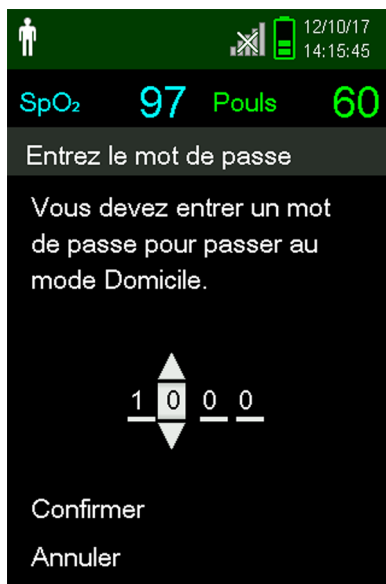 12/10/17
14:15:45
SpO₂ 97 Pouls 60
Entrez le mot de passe
Vous devez entrer un mot
de passe pour passer au
mode Domicile.
1 0 0 0
Confirmer
Annuler